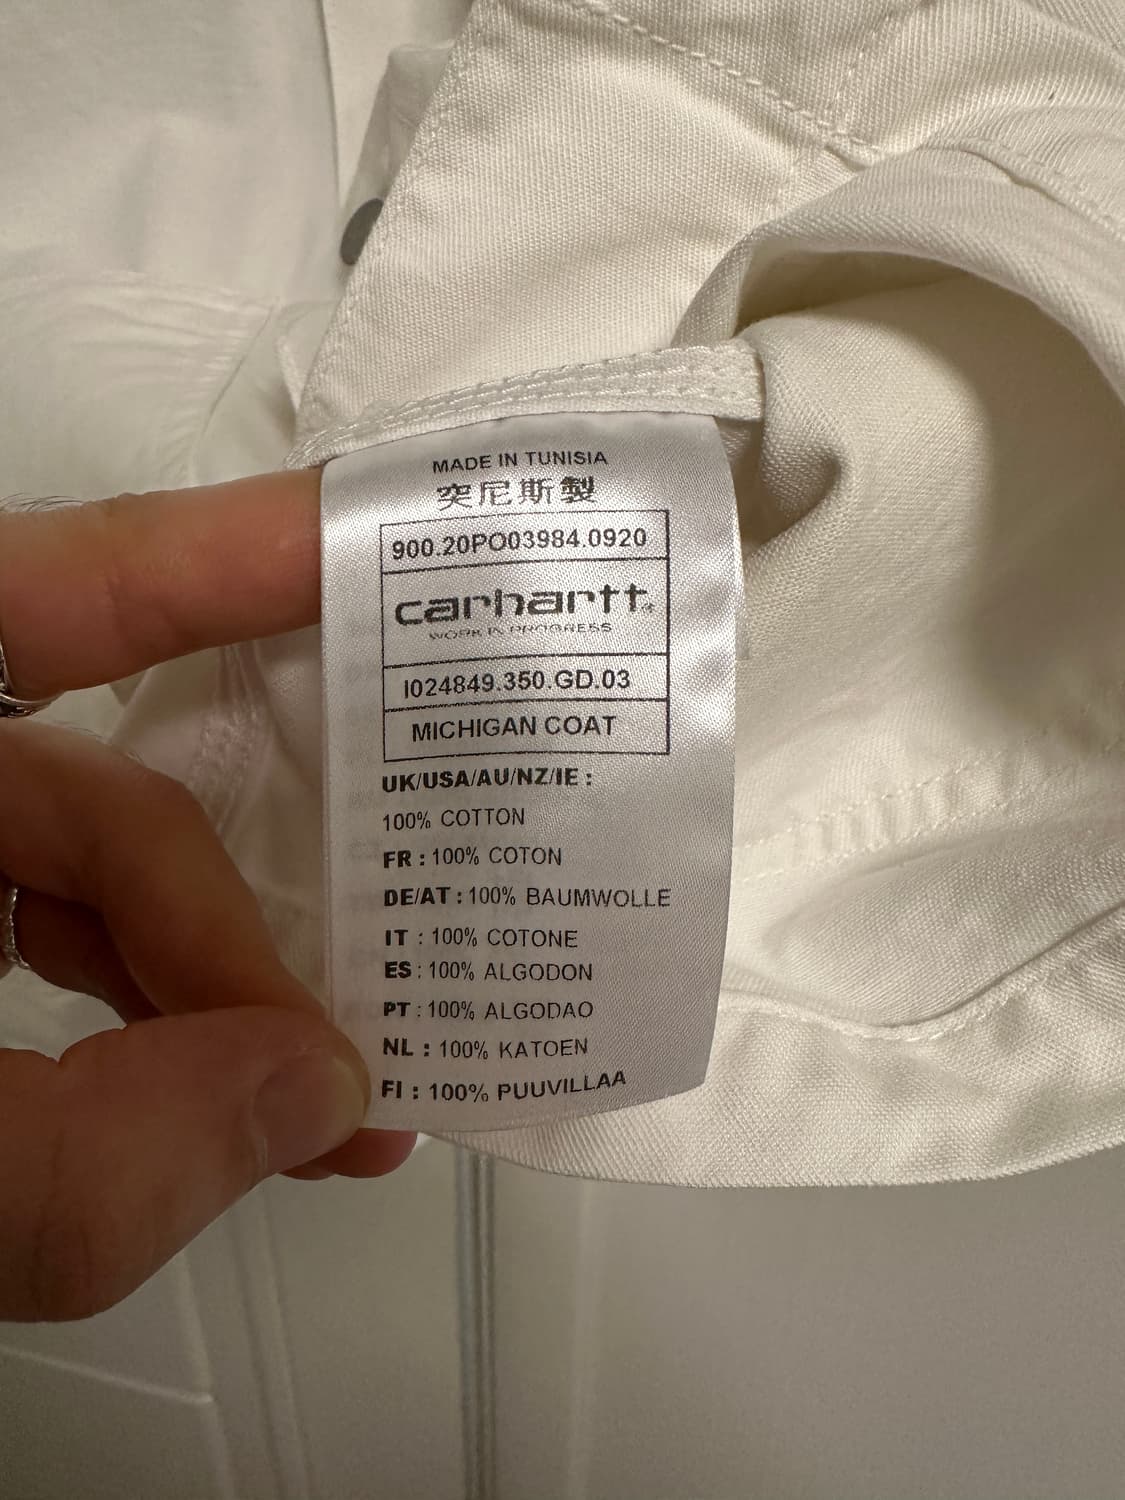 MADE IN TUNISIA
突尼斯製
900.20PO03984.0920
carhartt
WORK IN PROGRESS
I024849.350.GD.03
MICHIGAN COAT
UK/USA/AU/NZ/IE :
100% COTTON
FR : 100% COTON
DE/AT : 100% BAUMWOLLE
IT : 100% COTONE
ES : 100% ALGODON
PT : 100% ALGODAO
NL : 100% KATOEN
FI : 100% PUUVILLAA